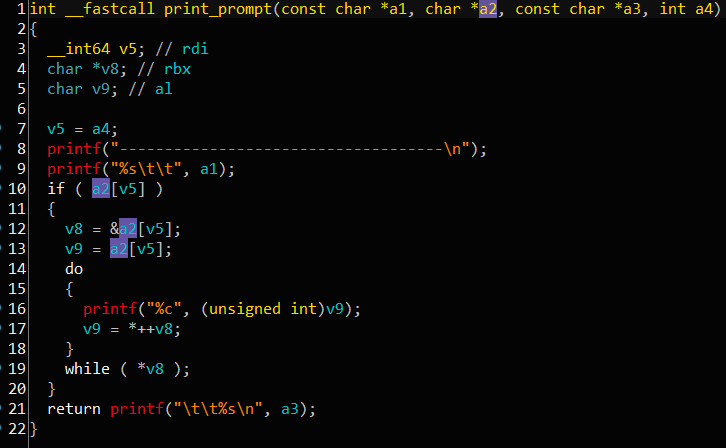 1 int __fastcall print_prompt(const char *a1, char *a2, const char *a3, int a4)
2 {
3   __int64 v5; // rdi
4   char *v8; // rbx
5   char v9; // al
6
7   v5 = a4;
8   printf("------------------------------------\n");
9   printf("%s\t\t", a1);
10   if ( a2[v5] )
11   {
12     v8 = &a2[v5];
13     v9 = a2[v5];
14     do
15     {
16       printf("%c", (unsigned int)v9);
17       v9 = *++v8;
18     }
19     while ( *v8 );
20   }
21   return printf("\t\t%s\n", a3);
22 }